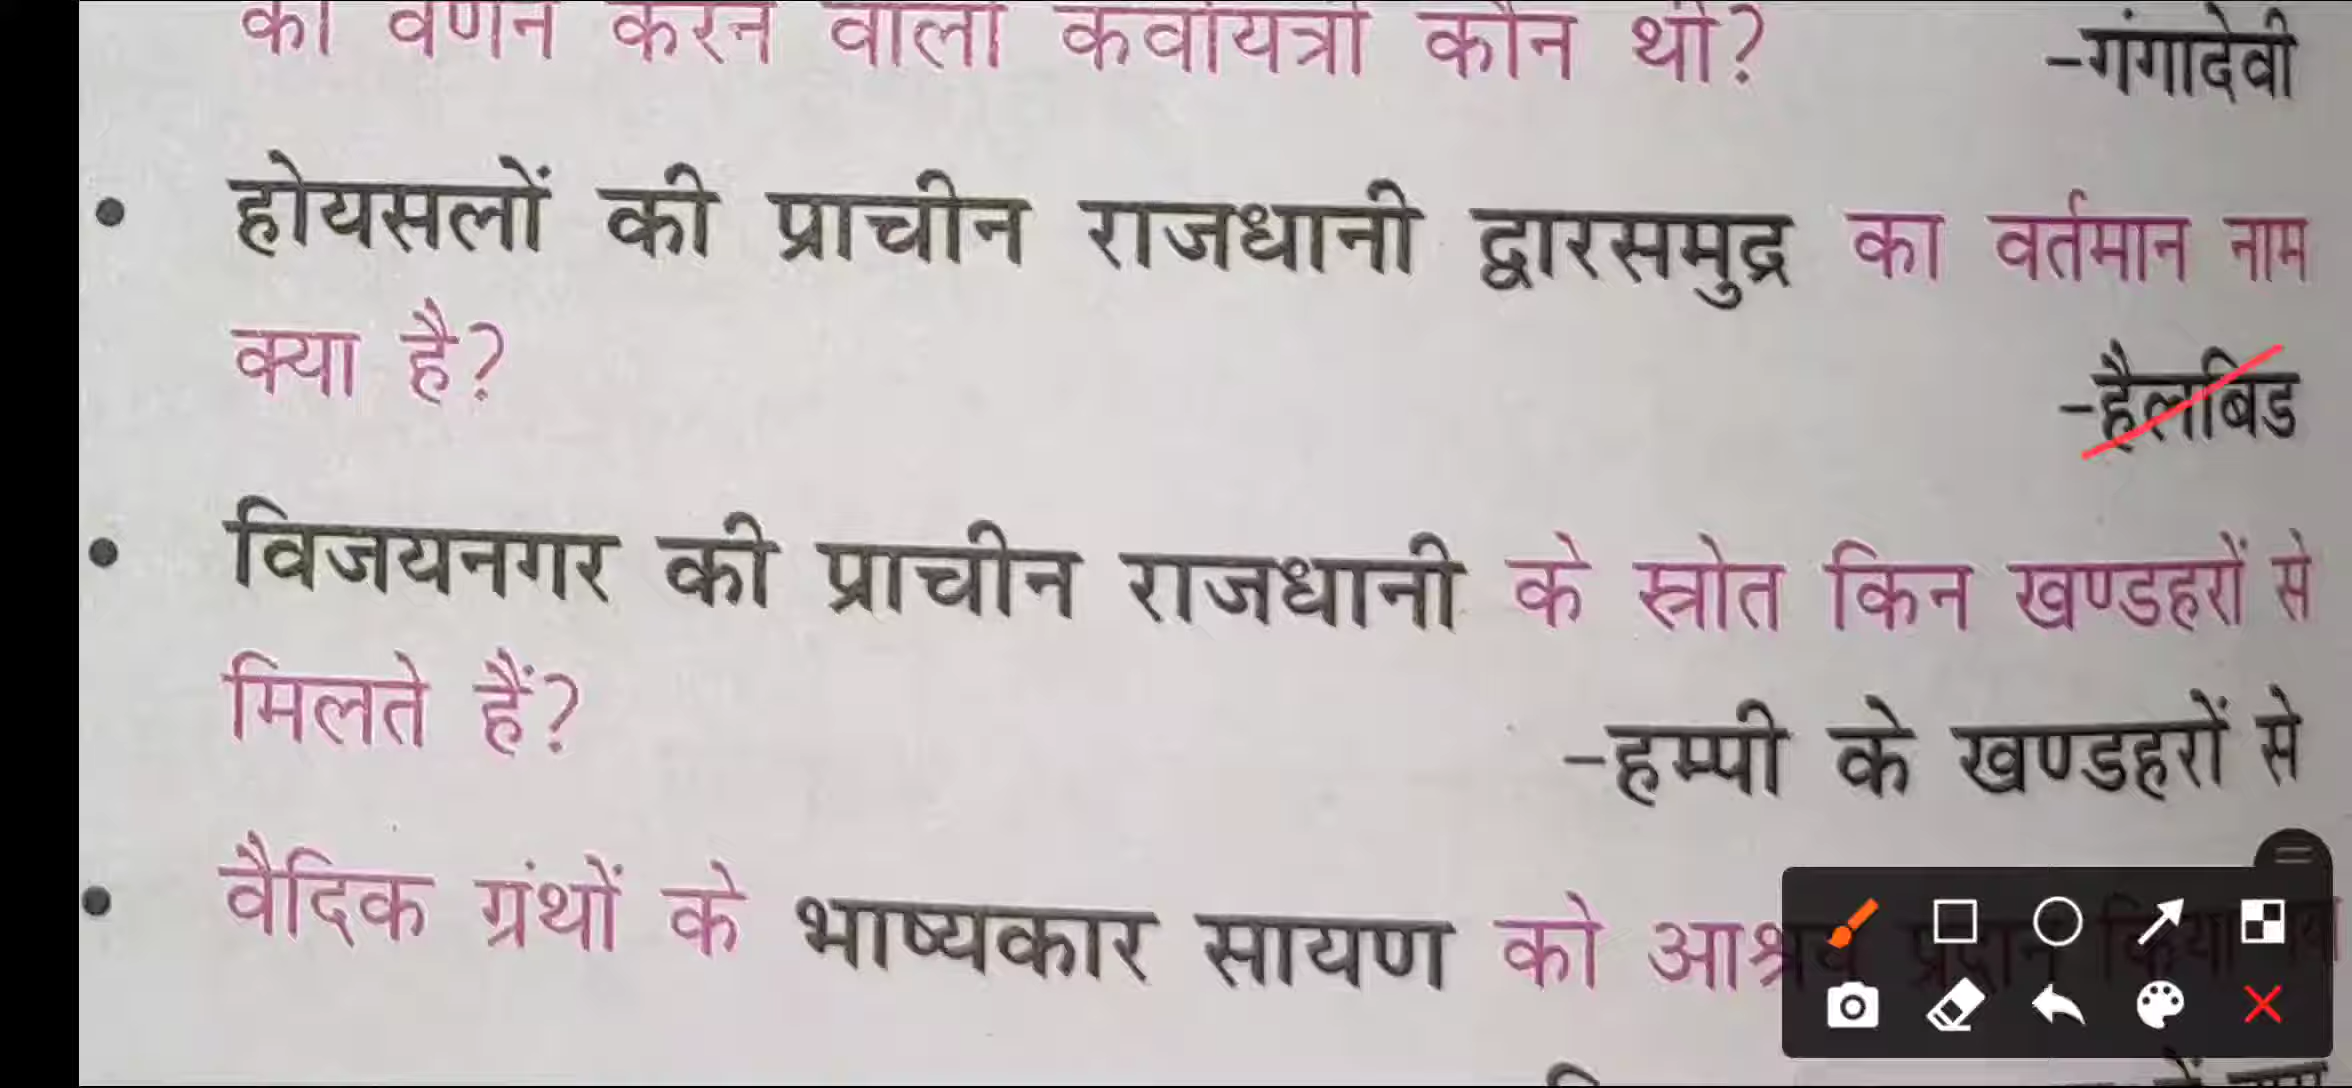 का वर्णन करने वाली कवयित्री कौन थी? -गंगादेवी
• होयसलों की प्राचीन राजधानी द्वारसमुद्र का वर्तमान नाम
क्या है?
-हैलबिड
• विजयनगर की प्राचीन राजधानी के स्रोत किन खण्डहरों से
मिलते हैं?
-हम्पी के खण्डहरों से
• वैदिक ग्रंथों के भाष्यकार सायण को आश्रय प्रदान किया